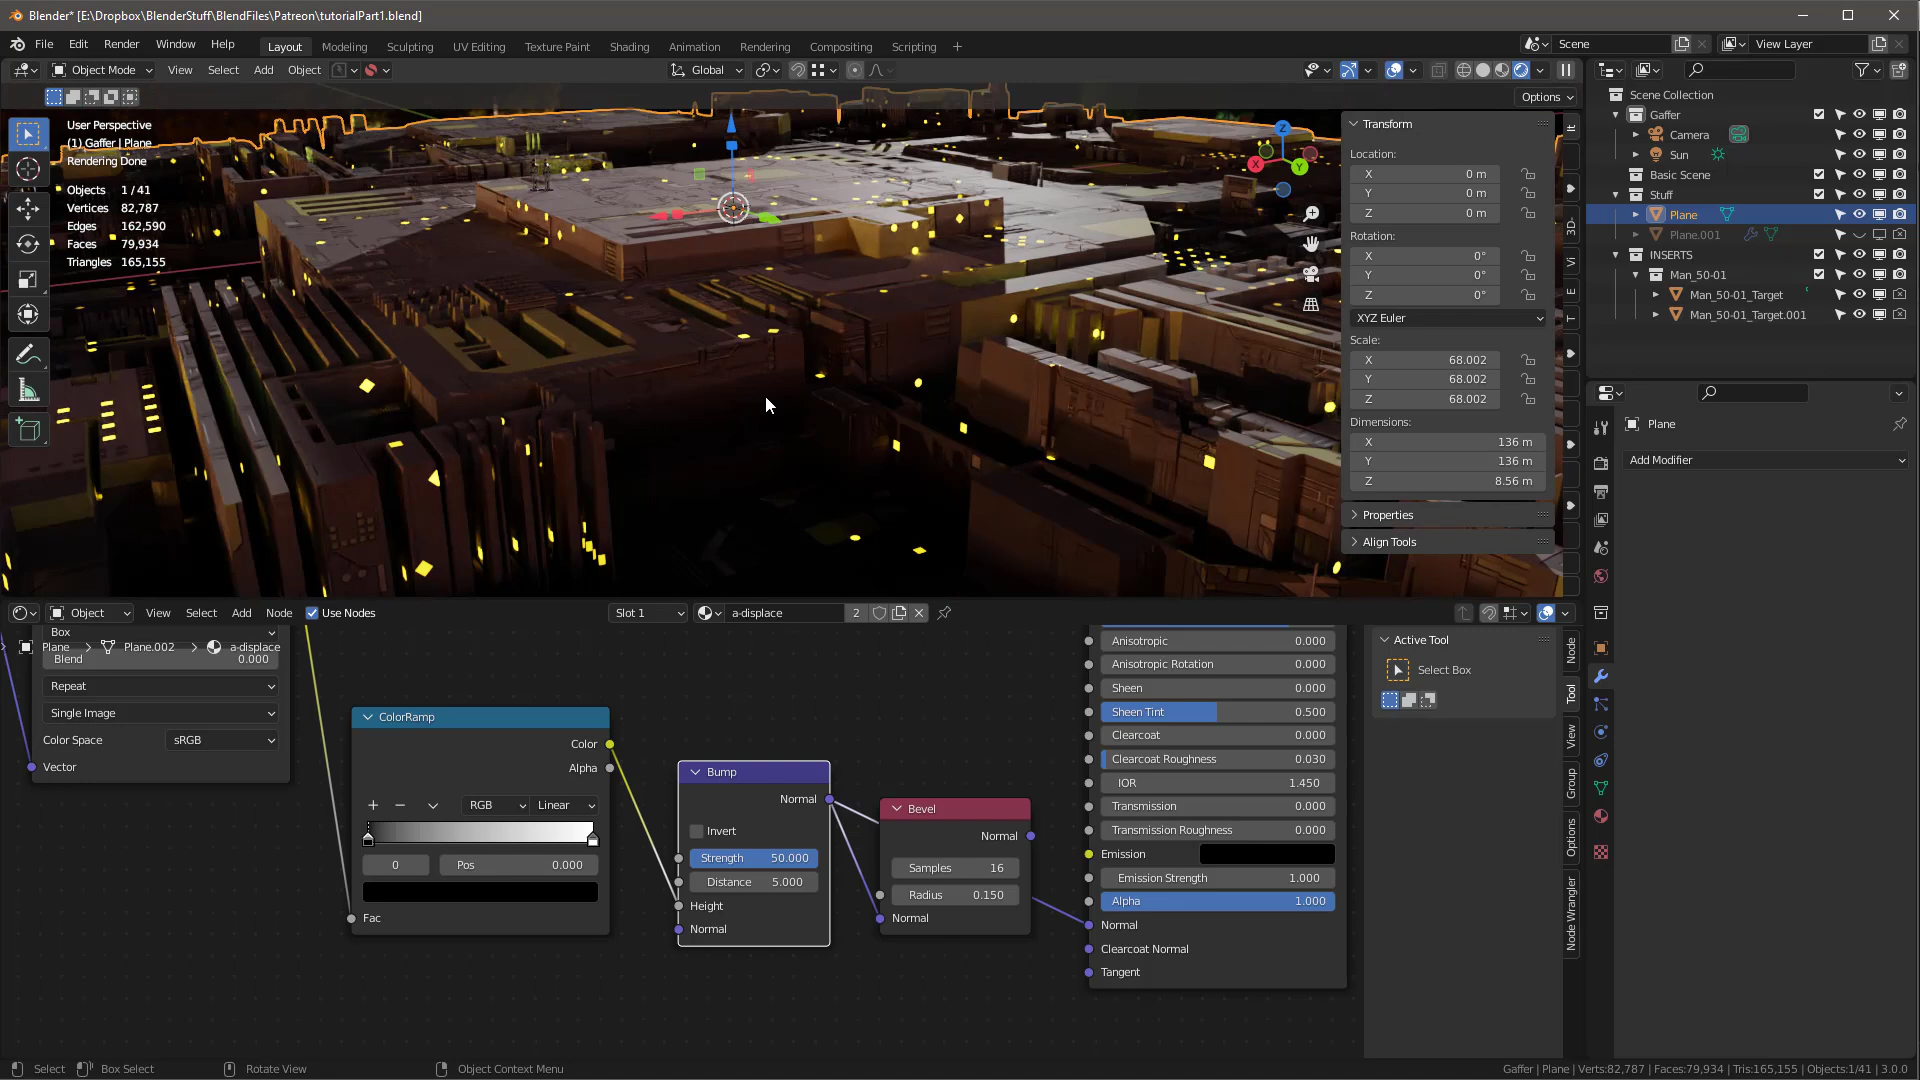 Blender* [E:\Dropbox\BlenderStuff\BlendFiles\Patreon\tutorialPart1.blend]
File Edit Render Window Help Layout Modeling Sculpting UV Editing Texture Paint Shading Animation Rendering Compositing Scripting + Scene View Layer
Object Mode View Select Add Object Global
Options
User Perspective
(1) Gaffer | Plane
Rendering Done
Objects 1 / 41
Vertices 82,787
Edges 162,590
Faces 79,934
Triangles 165,155
Z
X
Y
Transform
Location:
X 0 m
Y 0 m
Z 0 m
Rotation:
X 0°
Y 0°
Z 0°
XYZ Euler
Scale:
X 68.002
Y 68.002
Z 68.002
Dimensions:
X 136 m
Y 136 m
Z 8.56 m
Properties
Align Tools
It
3D-
Vi
E
T
Scene Collection
Gaffer
Camera
Sun
Basic Scene
Stuff
Plane
Plane.001
INSERTS
Man_50-01
Man_50-01_Target
Man_50-01_Target.001
Plane
Add Modifier
Object View Select Add Node Use Nodes Slot 1 a-displace 2
Box
Plane Plane.002 a-displace
Blend 0.000
Repeat
Single Image
Color Space sRGB
Vector
ColorRamp
Color
Alpha
RGB Linear
0 Pos 0.000
Fac
Bump
Normal
Invert
Strength 50.000
Distance 5.000
Height
Normal
Bevel
Normal
Samples 16
Radius 0.150
Normal
Anisotropic 0.000
Anisotropic Rotation 0.000
Sheen 0.000
Sheen Tint 0.500
Clearcoat 0.000
Clearcoat Roughness 0.030
IOR 1.450
Transmission 0.000
Transmission Roughness 0.000
Emission
Emission Strength 1.000
Alpha 1.000
Normal
Clearcoat Normal
Tangent
Active Tool
Select Box
Node
Tool
View
Group
Options
Node Wrangler
Select Box Select Rotate View Object Context Menu Gaffer | Plane | Verts:82,787 | Faces:79,934 | Tris:165,155 | Objects:1/41 | 3.0.0